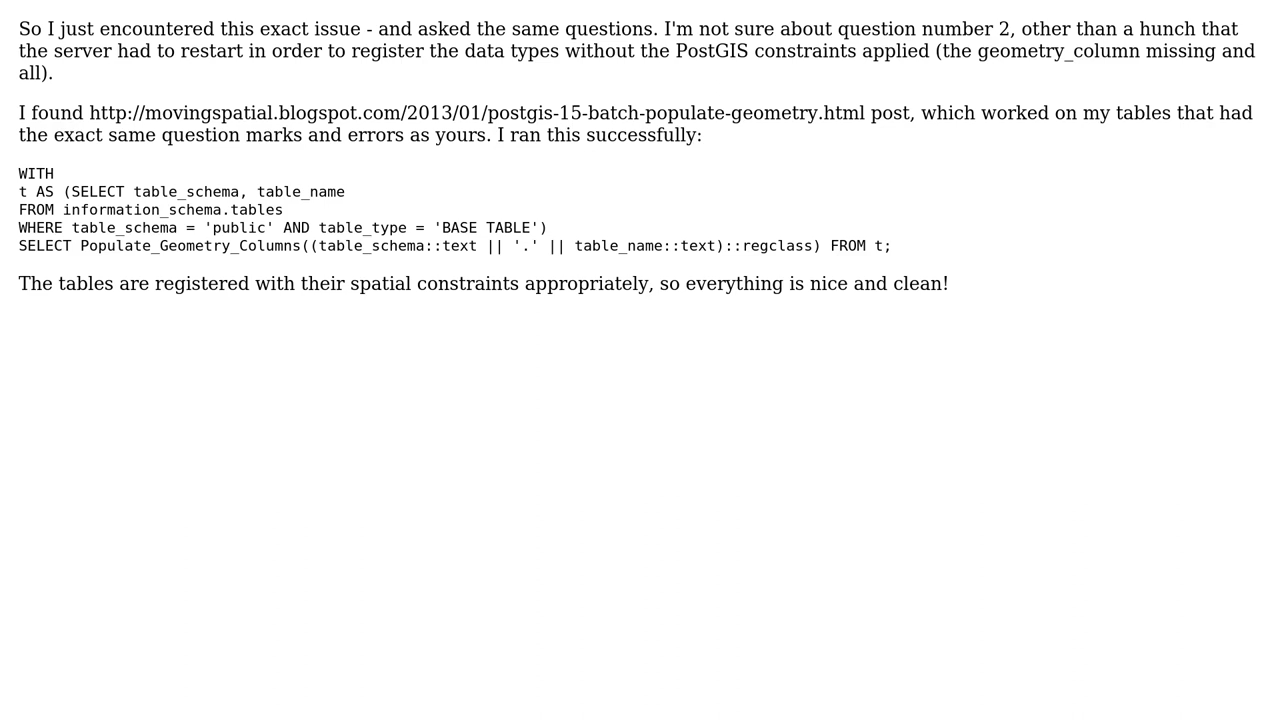 So I just encountered this exact issue - and asked the same questions. I'm not sure about question number 2, other than a hunch that
the server had to restart in order to register the data types without the PostGIS constraints applied (the geometry_column missing and
all).
I found http://movingspatial.blogspot.com/2013/01/postgis-15-batch-populate-geometry.html post, which worked on my tables that had
the exact same question marks and errors as yours. I ran this successfully:
WITH
t AS (SELECT table_schema, table_name
FROM information_schema.tables
WHERE table_schema = 'public' AND table_type = 'BASE TABLE')
SELECT Populate_Geometry_Columns((table_schema::text || '.' || table_name::text)::regclass) FROM t;
The tables are registered with their spatial constraints appropriately, so everything is nice and clean!